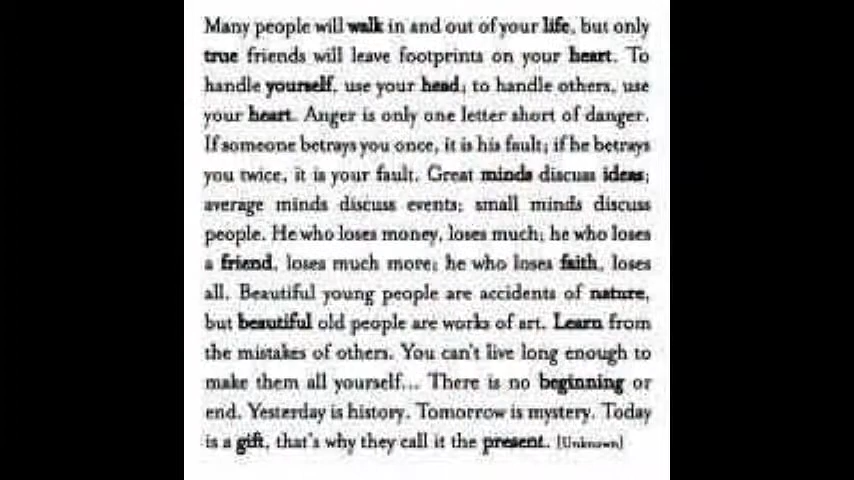 Many people will walk in and out of your life, but only
true friends will leave footprints on your heart. To
handle yourself, use your head; to handle others, use
your heart. Anger is only one letter short of danger.
If someone betrays you once, it is his fault; if he betrays
you twice, it is your fault. Great minds discuss ideas;
average minds discuss events; small minds discuss
people. He who loses money, loses much; he who loses
a friend, loses much more; he who loses faith, loses
all. Beautiful young people are accidents of nature,
but beautiful old people are works of art. Learn from
the mistakes of others. You can't live long enough to
make them all yourself... There is no beginning or
end. Yesterday is history. Tomorrow is mystery. Today
is a gift, that's why they call it the present. [Unknown]